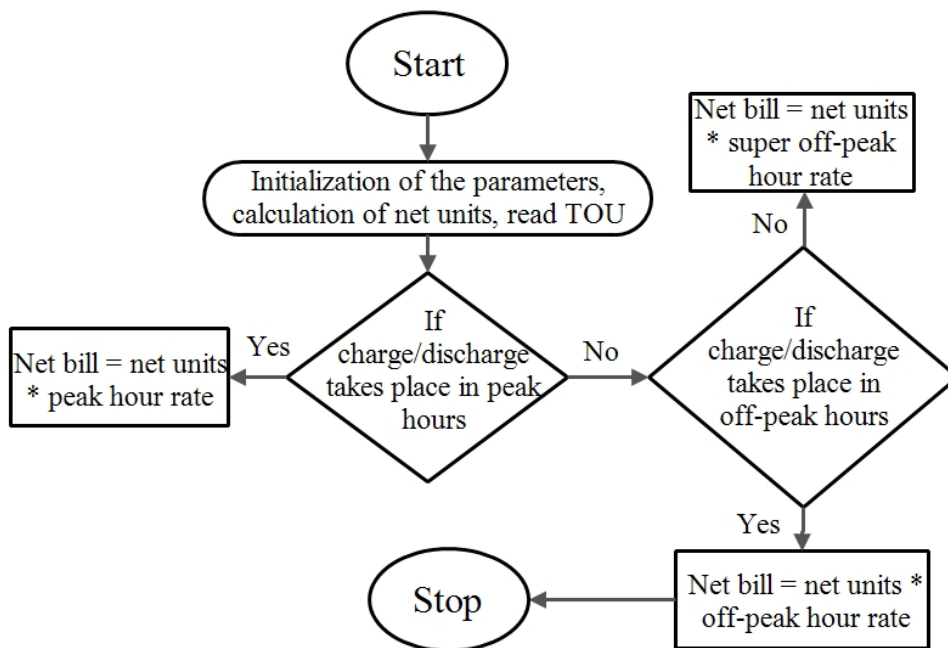 Start
Initialization of the parameters,
calculation of net units, read TOU
If
charge/discharge
takes place in peak
hours
Yes
Net bill = net units
* peak hour rate
No
If
charge/discharge
takes place in
off-peak hours
No
Net bill = net units
* super off-peak
hour rate
Yes
Net bill = net units *
off-peak hour rate
Stop